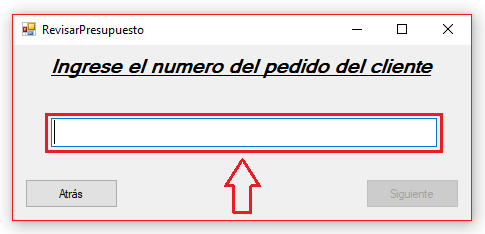 RevisarPresupuesto
Ingrese el numero del pedido del cliente
Atrás
Siguiente